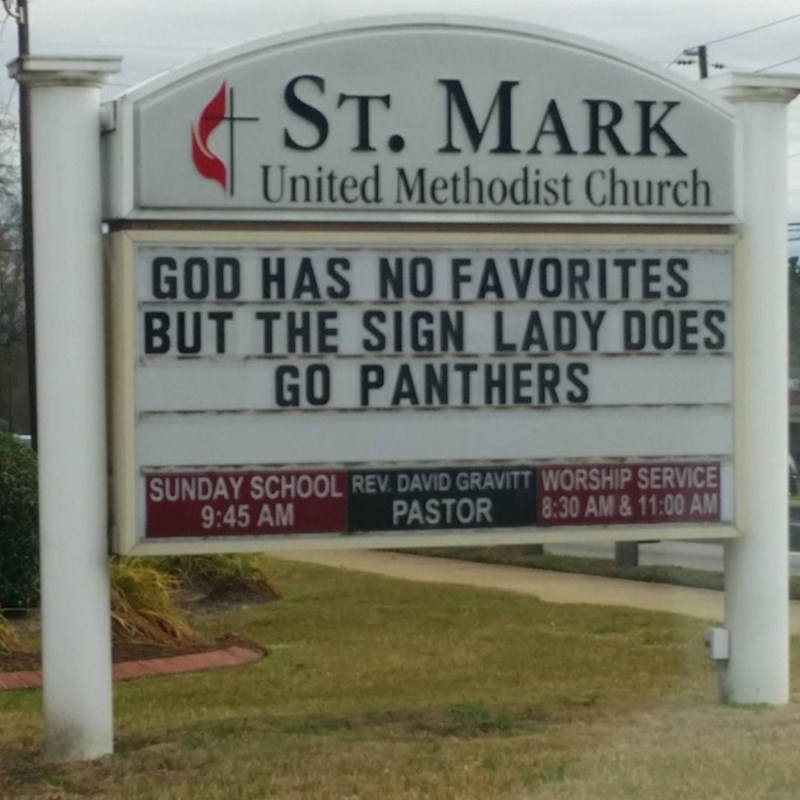 St. Mark
United Methodist Church
GOD HAS NO FAVORITES
BUT THE SIGN LADY DOES
GO PANTHERS
SUNDAY SCHOOL
9:45 AM
REV. DAVID GRAVITT
PASTOR
WORSHIP SERVICE
8:30 AM & 11:00 AM